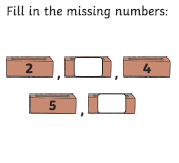 Fill in the missing numbers:
2 , , 4
5 ,